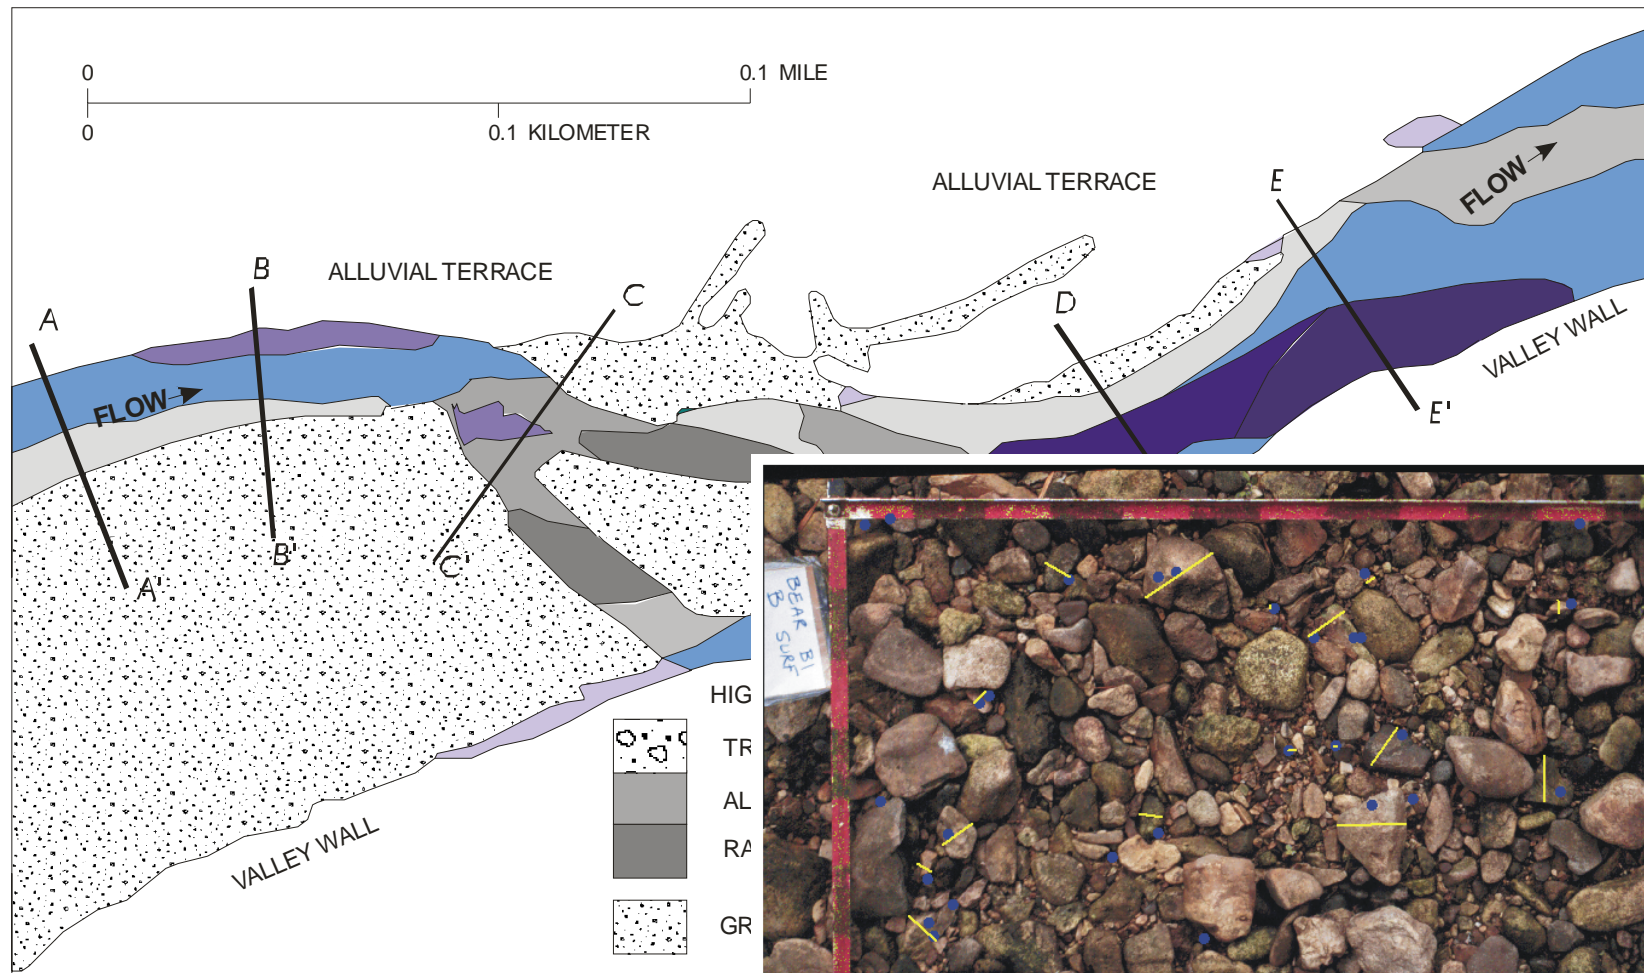 0 0.1 MILE
0 0.1 KILOMETER
ALLUVIAL TERRACE
E
FLOW
B
ALLUVIAL TERRACE
C
D
A
VALLEY WALL
FLOW
E'
B'
C'
A'
BEAR B1
B SURF
HIG
TR
AL
RA
VALLEY WALL
GR